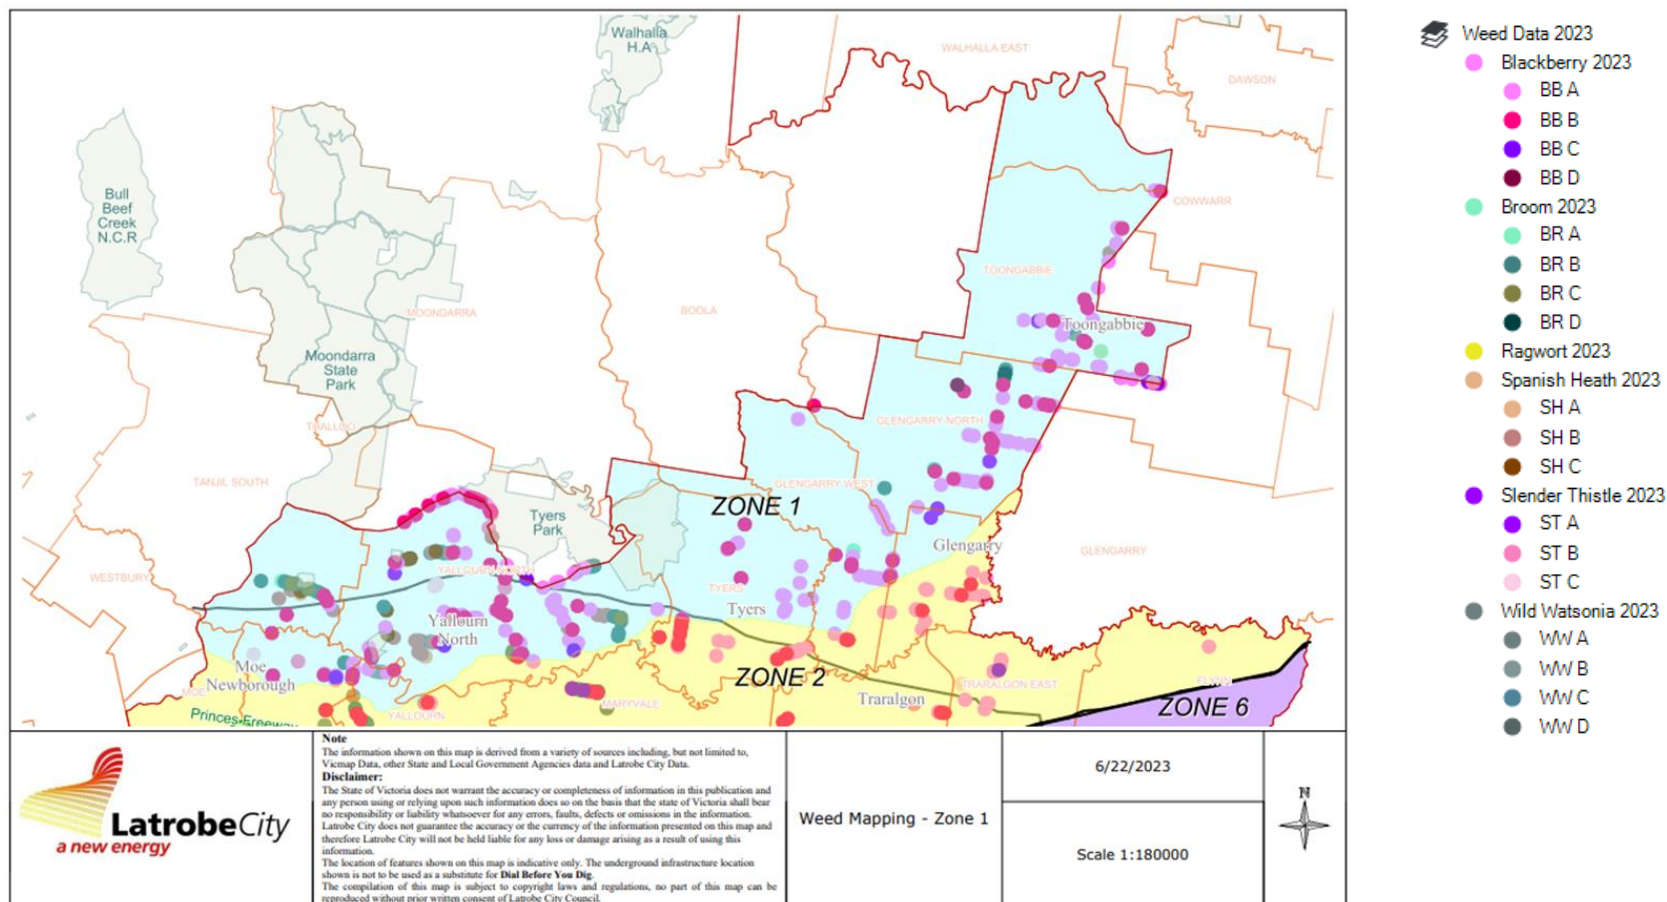 Walhalla
H.A
WALHALLA EAST
DAWSON
Bull
Beef
Creek
N.C.R
COWWARR
TOONGABBIE
MOONDARRA
BOOLA
Toongabbie
Moondarra
State
Park
GLENGARRY NORTH
TANJIL SOUTH
GLENGARRY WEST
ZONE 1
Tyers
Park
Glengarry
GLENGARRY
WESTBURY
YALLOURN NORTH
TYERS
Tyers
Yallourn
North
Moe
Newborough
MOE
ZONE 2
Traralgon
TRARALGON EAST
FLYNN
ZONE 6
MARYVALE
YALLOURN
Princes Freeway
Weed Data 2023
Blackberry 2023
BB A
BB B
BB C
BB D
Broom 2023
BR A
BR B
BR C
BR D
Ragwort 2023
Spanish Heath 2023
SH A
SH B
SH C
Slender Thistle 2023
ST A
ST B
ST C
Wild Watsonia 2023
WW A
WW B
WW C
WW D
LatrobeCity
a new energy
Note
The information shown on this map is derived from a variety of sources including, but not limited to,
Vicmap Data, other State and Local Government Agencies data and Latrobe City Data.
Disclaimer:
The State of Victoria does not warrant the accuracy or completeness of information in this publication and
any person using or relying upon such information does so on the basis that the state of Victoria shall bear
no responsibility or liability whatsoever for any errors, faults, defects or omissions in the information.
Latrobe City does not guarantee the accuracy or the currency of the information presented on this map and
therefore Latrobe City will not be held liable for any loss or damage arising as a result of using this
information.
The location of features shown on this map is indicative only. The underground infrastructure location
shown is not to be used as a substitute for Dial Before You Dig.
The compilation of this map is subject to copyright laws and regulations, no part of this map can be
reproduced without prior written consent of Latrobe City Council.
Weed Mapping - Zone 1
6/22/2023
Scale 1:180000
N